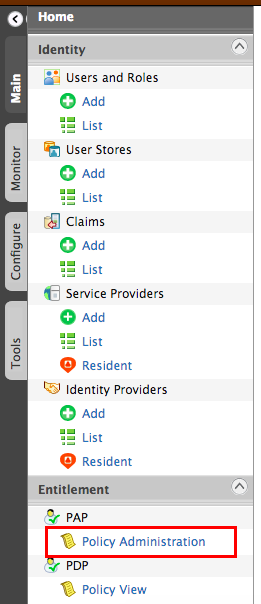 Home
Main
Monitor
Configure
Tools
Identity
Users and Roles
Add
List
User Stores
Add
List
Claims
Add
List
Service Providers
Add
List
Resident
Identity Providers
Add
List
Resident
Entitlement
PAP
Policy Administration
PDP
Policy View